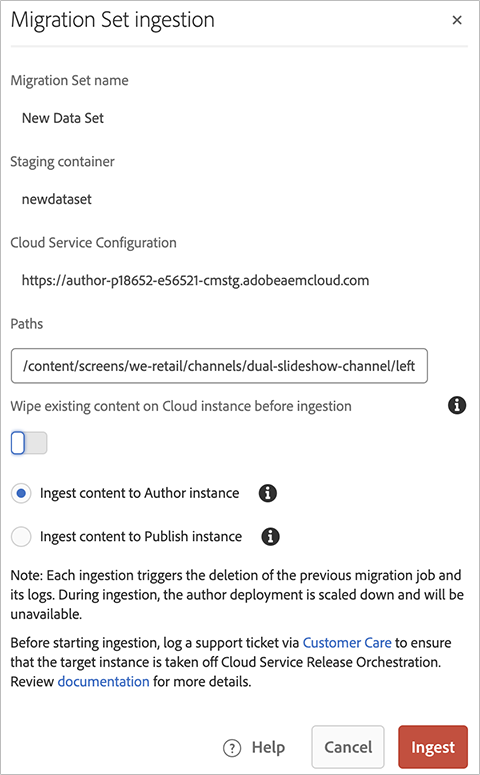 Migration Set ingestion
Migration Set name
New Data Set
Staging container
newdataset
Cloud Service Configuration
https://author-p18652-e56521-cmstg.adobeaemcloud.com
Paths
/content/screens/we-retail/channels/dual-slideshow-channel/left
Wipe existing content on Cloud instance before ingestion
Ingest content to Author instance
Ingest content to Publish instance
Note: Each ingestion triggers the deletion of the previous migration job and
its logs. During ingestion, the author deployment is scaled down and will be
unavailable.
Before starting ingestion, log a support ticket via Customer Care to ensure
that the target instance is taken off Cloud Service Release Orchestration.
Review documentation for more details.
Help Cancel Ingest